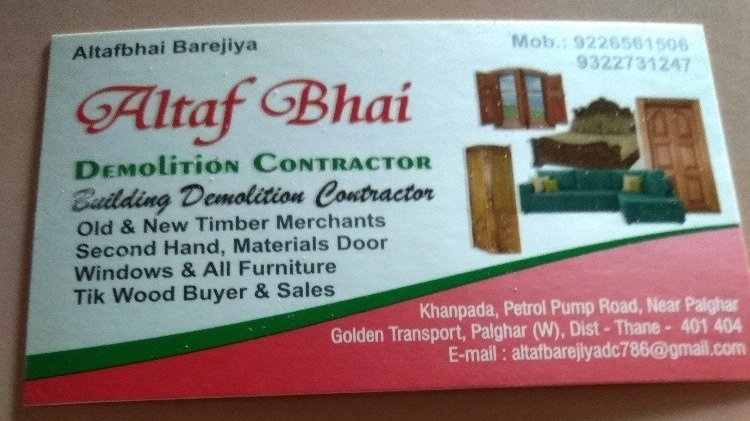 Altafbhai Barejiya
Mob.: 9226561506
9322731247
Altaf Bhai
DEMOLITION CONTRACTOR
Building Demolition Contractor
Old & New Timber Merchants
Second Hand, Materials Door
Windows & All Furniture
Tik Wood Buyer & Sales
Khanpada, Petrol Pump Road, Near Palghar
Golden Transport, Palghar (W), Dist - Thane - 401 404
E-mail : altafbarejiyadc786@gmail.com